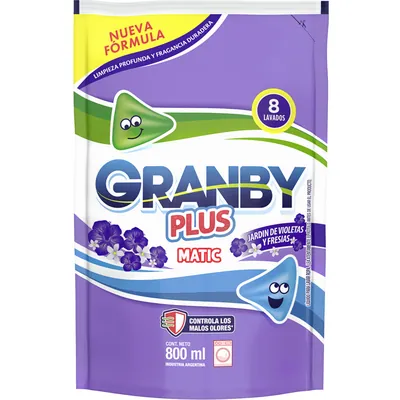 NUEVA
FÓRMULA
LIMPIEZA PROFUNDA Y FRAGANCIA DURADERA
8
LAVADOS
GRANBY
PLUS
MATIC
JARDIN DE VIOLETAS
Y FRESIAS
CONTROLA LOS
MALOS OLORES*
CONT. NETO
800 ml
INDUSTRIA ARGENTINA